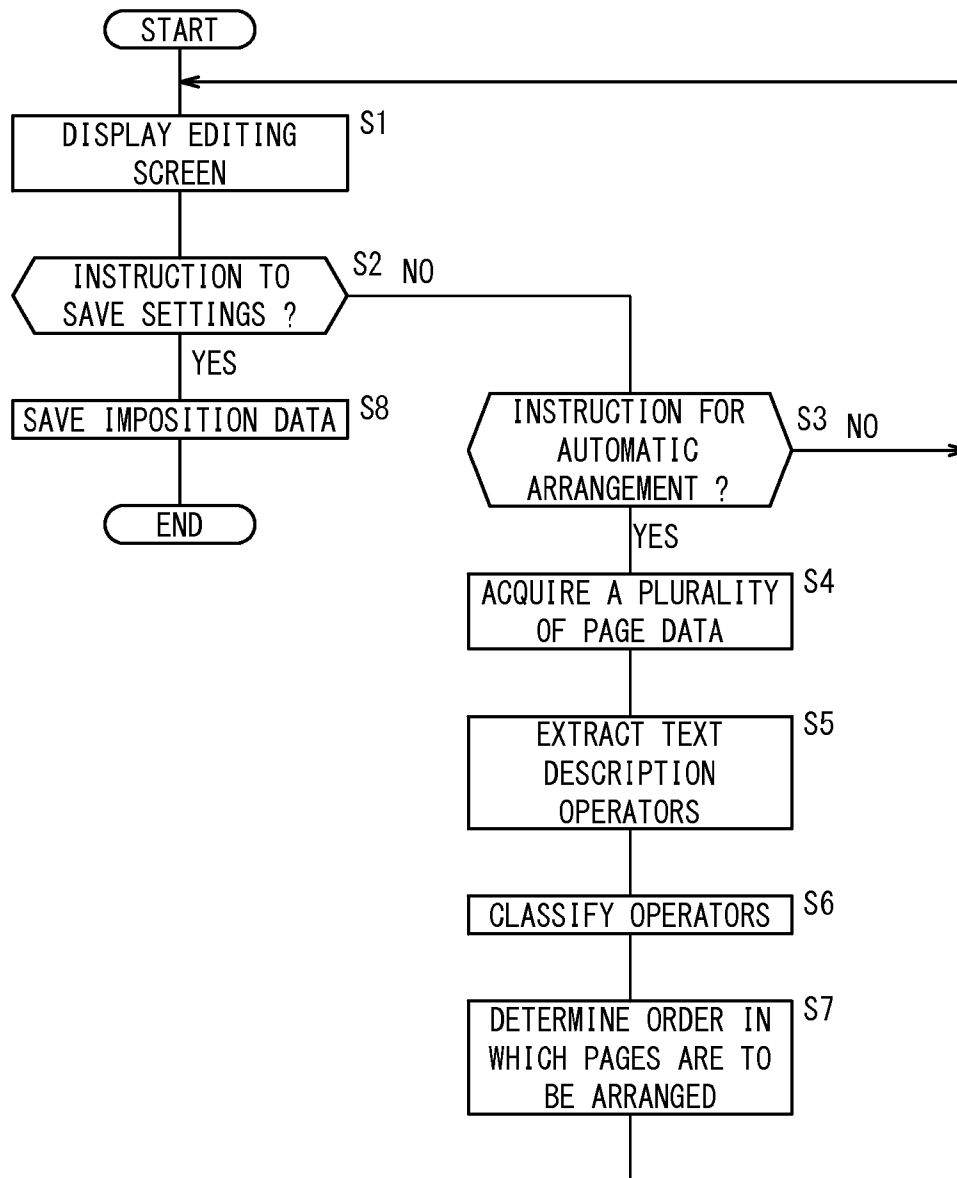 START
DISPLAY EDITING
SCREEN
S1
INSTRUCTION TO
SAVE SETTINGS ?
S2
NO
YES
SAVE IMPOSITION DATA
S8
END
INSTRUCTION FOR
AUTOMATIC
ARRANGEMENT ?
S3
NO
YES
ACQUIRE A PLURALITY
OF PAGE DATA
S4
EXTRACT TEXT
DESCRIPTION
OPERATORS
S5
CLASSIFY OPERATORS
S6
DETERMINE ORDER IN
WHICH PAGES ARE TO
BE ARRANGED
S7